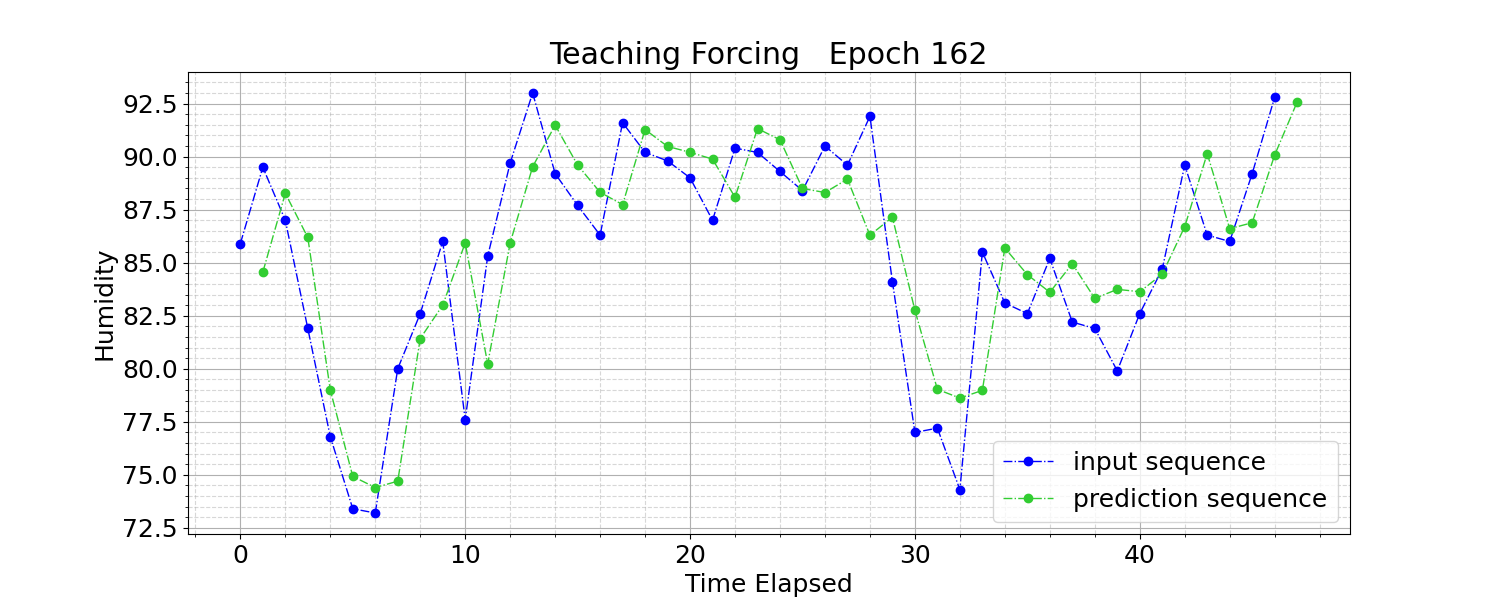 Teaching Forcing   Epoch 162
Humidity
92.5
90.0
87.5
85.0
82.5
80.0
77.5
75.0
72.5
input sequence
prediction sequence
0 10 20 30 40
Time Elapsed